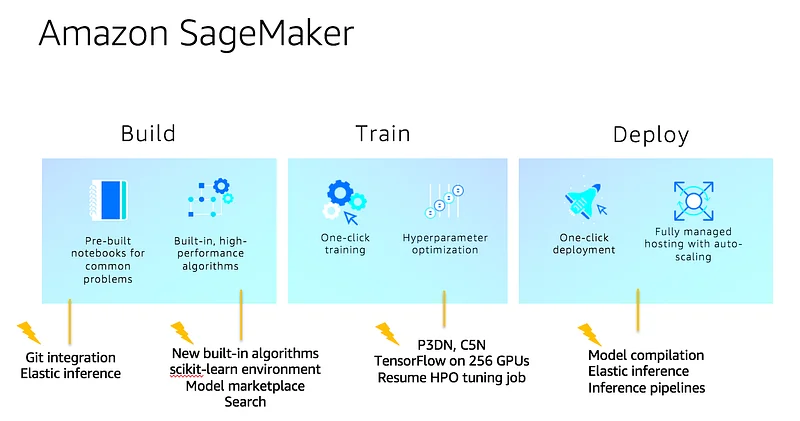 Amazon SageMaker
Build
Train
Deploy
Pre-built
notebooks for
common
problems
Built-in, high-
performance
algorithms
One-click
training
Hyperparameter
optimization
One-click
deployment
Fully managed
hosting with auto-
scaling
Git integration
Elastic inference
New built-in algorithms
scikit-learn environment
Model marketplace
Search
P3DN, C5N
TensorFlow on 256 GPUs
Resume HPO tuning job
Model compilation
Elastic inference
Inference pipelines